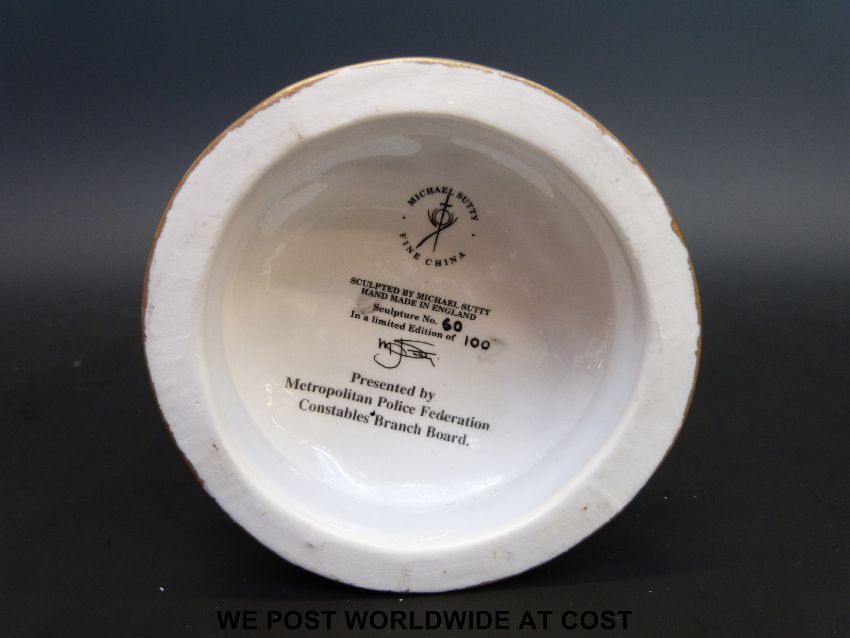 MICHAEL SUTTY
FINE CHINA
SCULPTED BY MICHAEL SUTTY
HAND MADE IN ENGLAND
Sculpture No. 60
In a limited Edition of 100
Presented by
Metropolitan Police Federation
Constables Branch Board.
WE POST WORLDWIDE AT COST